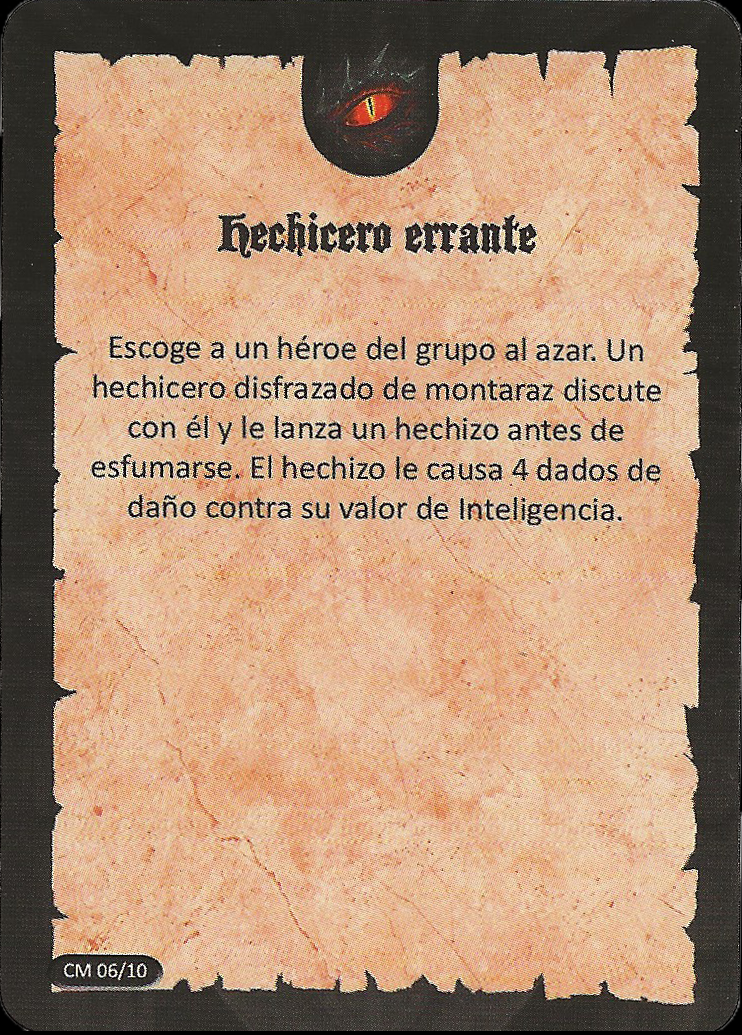 Hechicero errante
Escoge a un héroe del grupo al azar. Un
hechicero disfrazado de montaraz discute
con él y le lanza un hechizo antes de
esfumarse. El hechizo le causa 4 dados de
daño contra su valor de Inteligencia.
CM 06/10